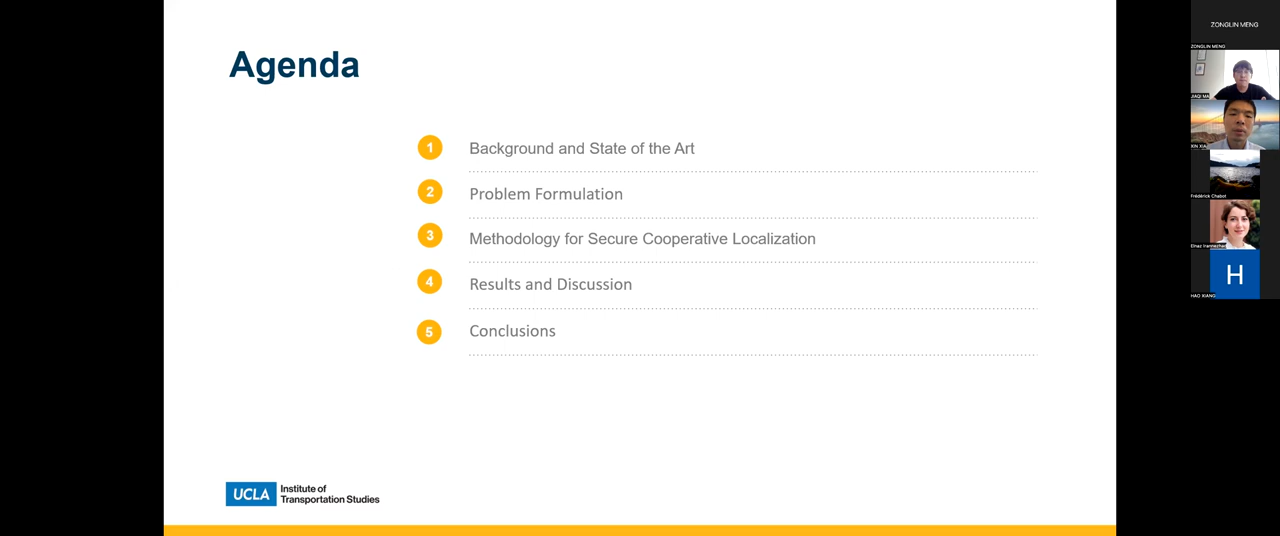 Agenda
1 Background and State of the Art
2 Problem Formulation
3 Methodology for Secure Cooperative Localization
4 Results and Discussion
5 Conclusions
UCLA Institute of
Transportation Studies
ZONGLIN MENG
ZONGLIN MENG
JIAQI MA
XIN XIA
Frédérick Chabot
Elnaz Irannezhad
H
HAO XIANG